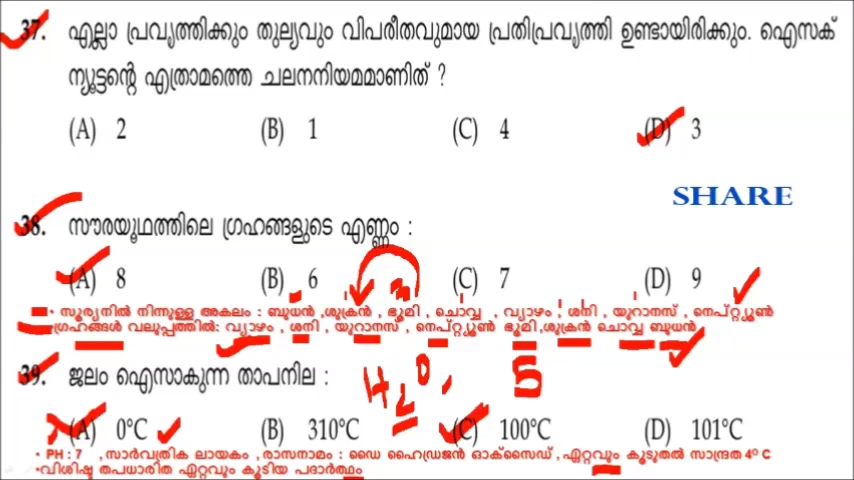 37. എല്ലാ പ്രവൃത്തിക്കും തുല്യവും വിപരീതവുമായ പ്രതിപ്രവൃത്തി ഉണ്ടായിരിക്കും. ഐസക്
ന്യൂട്ടന്റെ എത്രാമത്തെ ചലനനിയമമാണിത് ?
(A) 2 (B) 1 (C) 4 (D) 3
SHARE
38. സൗരയൂഥത്തിലെ ഗ്രഹങ്ങളുടെ എണ്ണം :
(A) 8 (B) 6 (C) 7 (D) 9
• സൂര്യനിൽ നിന്നുള്ള അകലം : ബുധൻ ,ശുക്രൻ , ഭൂമി , ചൊവ്വ , വ്യാഴം , ശനി , യുറാനസ് , നെപ്റ്റ്യൂൺ
•ഗ്രഹങ്ങൾ വലുപ്പത്തിൽ: വ്യാഴം , ശനി , യുറാനസ് , നെപ്റ്റ്യൂൺ ഭൂമി,ശുക്രൻ ചൊവ്വ ബുധൻ
39. ജലം ഐസാകുന്ന താപനില : H₂O, 5
(A) 0°C (B) 310°C (C) 100°C (D) 101°C
• PH : 7 ,സാർവത്രിക ലായകം ,രാസനാമം : ഡൈ ഹൈഡ്രജൻ ഓക്സൈഡ് ,ഏറ്റവും കൂടുതൽ സാന്ദ്രത 4⁰ C
•വിശിഷ്ട തപധാരിത ഏറ്റവും കൂടിയ പദാർത്ഥം